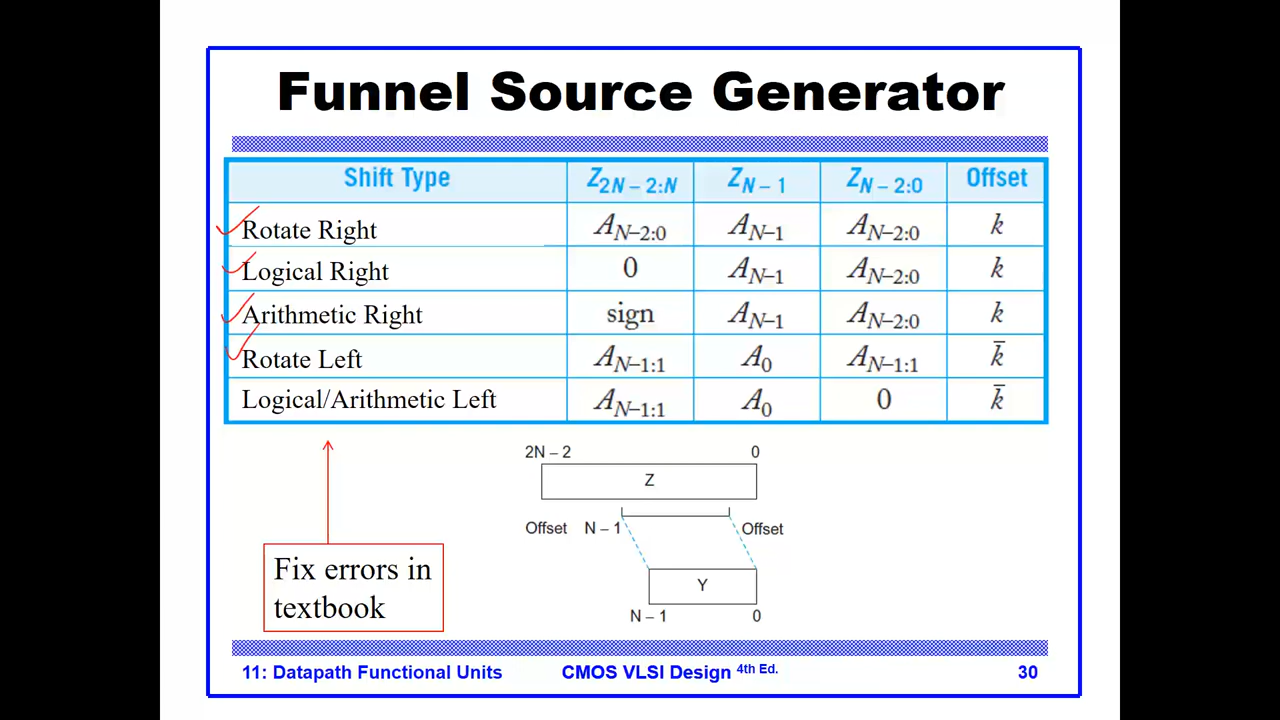 Funnel Source Generator
Shift Type Z2N – 2:N ZN – 1 ZN – 2:0 Offset
Rotate Right AN–2:0 AN–1 AN–2:0 k
Logical Right 0 AN–1 AN–2:0 k
Arithmetic Right sign AN–1 AN–2:0 k
Rotate Left AN–1:1 A0 AN–1:1 k̄
Logical/Arithmetic Left AN–1:1 A0 0 k̄
2N – 2 0
Z
Offset N – 1 Offset
Y
N – 1 0
Fix errors in
textbook
11: Datapath Functional Units CMOS VLSI Design 4th Ed. 30